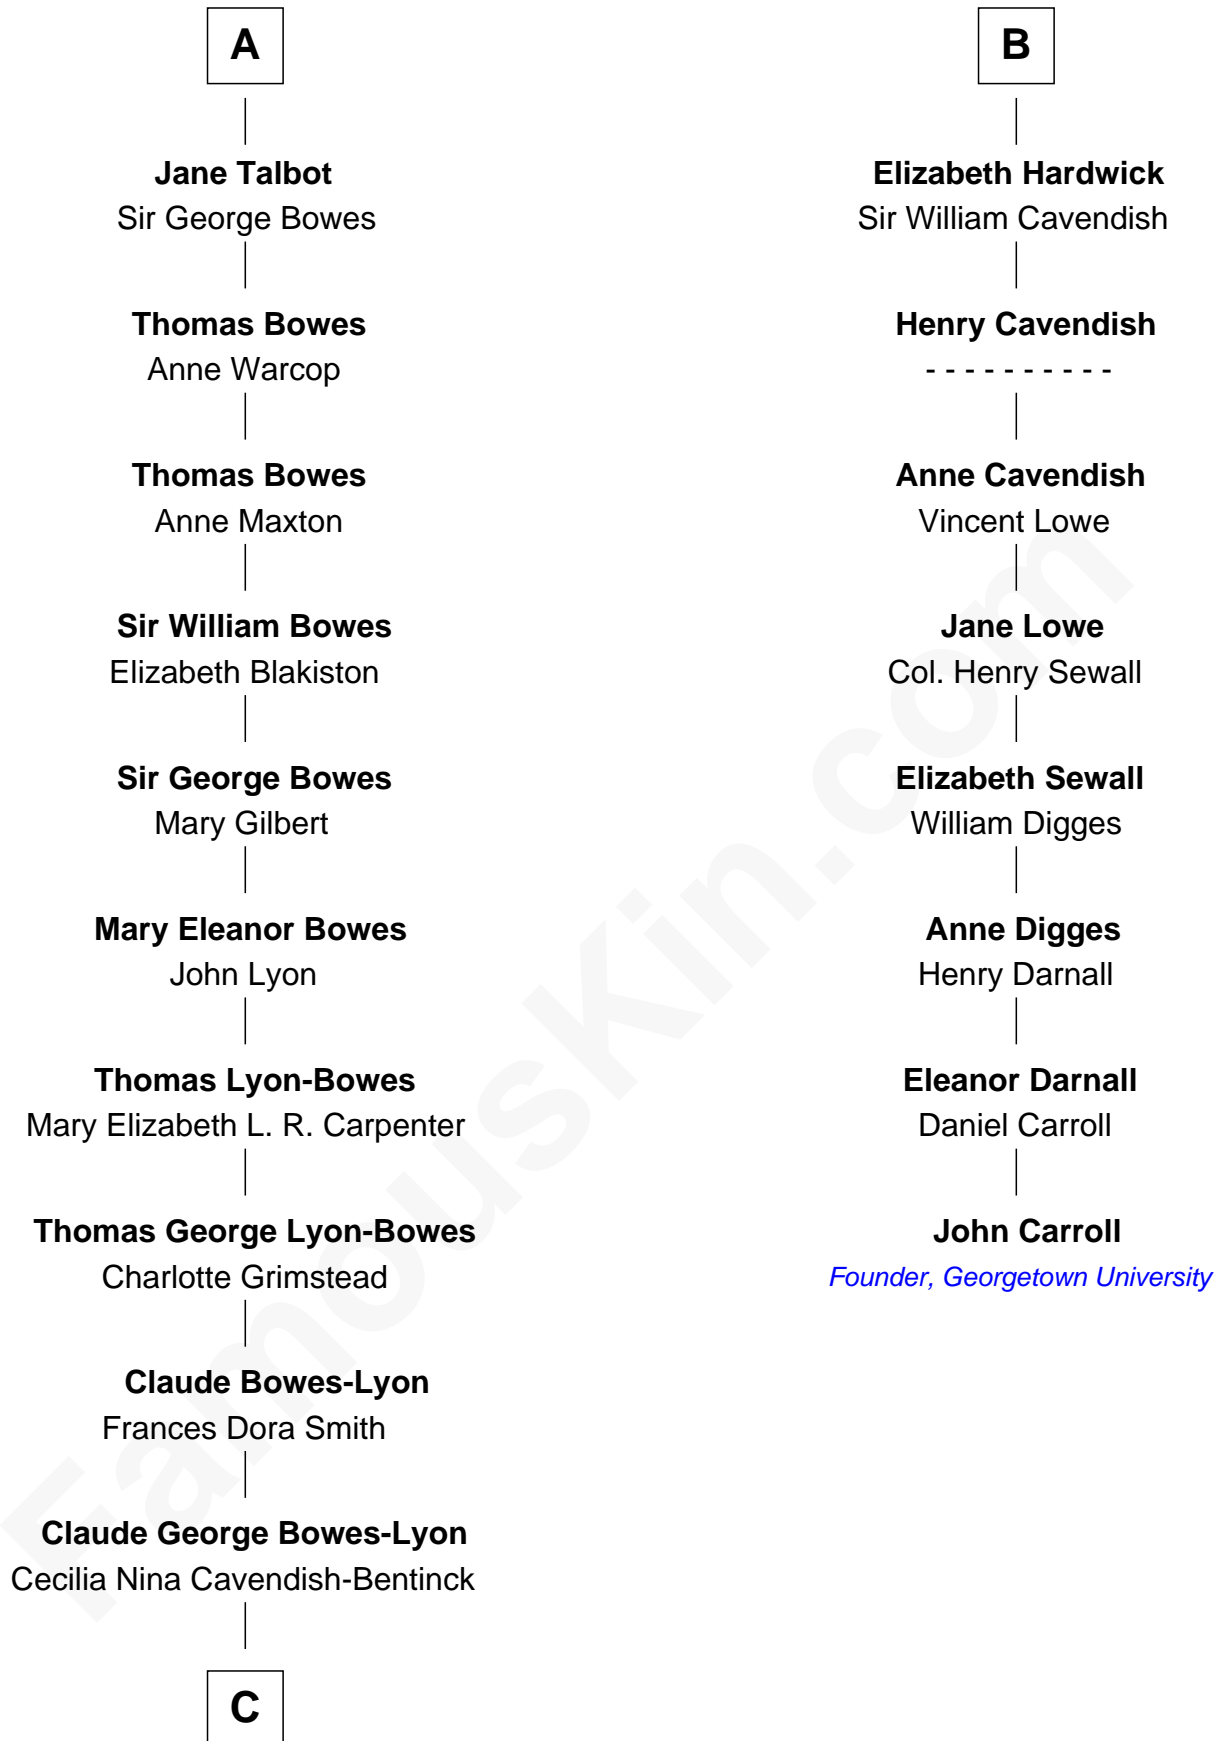 A
Jane Talbot
Sir George Bowes
Thomas Bowes
Anne Warcop
Thomas Bowes
Anne Maxton
Sir William Bowes
Elizabeth Blakiston
Sir George Bowes
Mary Gilbert
Mary Eleanor Bowes
John Lyon
Thomas Lyon-Bowes
Mary Elizabeth L. R. Carpenter
Thomas George Lyon-Bowes
Charlotte Grimstead
Claude Bowes-Lyon
Frances Dora Smith
Claude George Bowes-Lyon
Cecilia Nina Cavendish-Bentinck
C
B
Elizabeth Hardwick
Sir William Cavendish
Henry Cavendish
- - - - - - - - - -
Anne Cavendish
Vincent Lowe
Jane Lowe
Col. Henry Sewall
Elizabeth Sewall
William Digges
Anne Digges
Henry Darnall
Eleanor Darnall
Daniel Carroll
John Carroll
Founder, Georgetown University
FamousKin.com